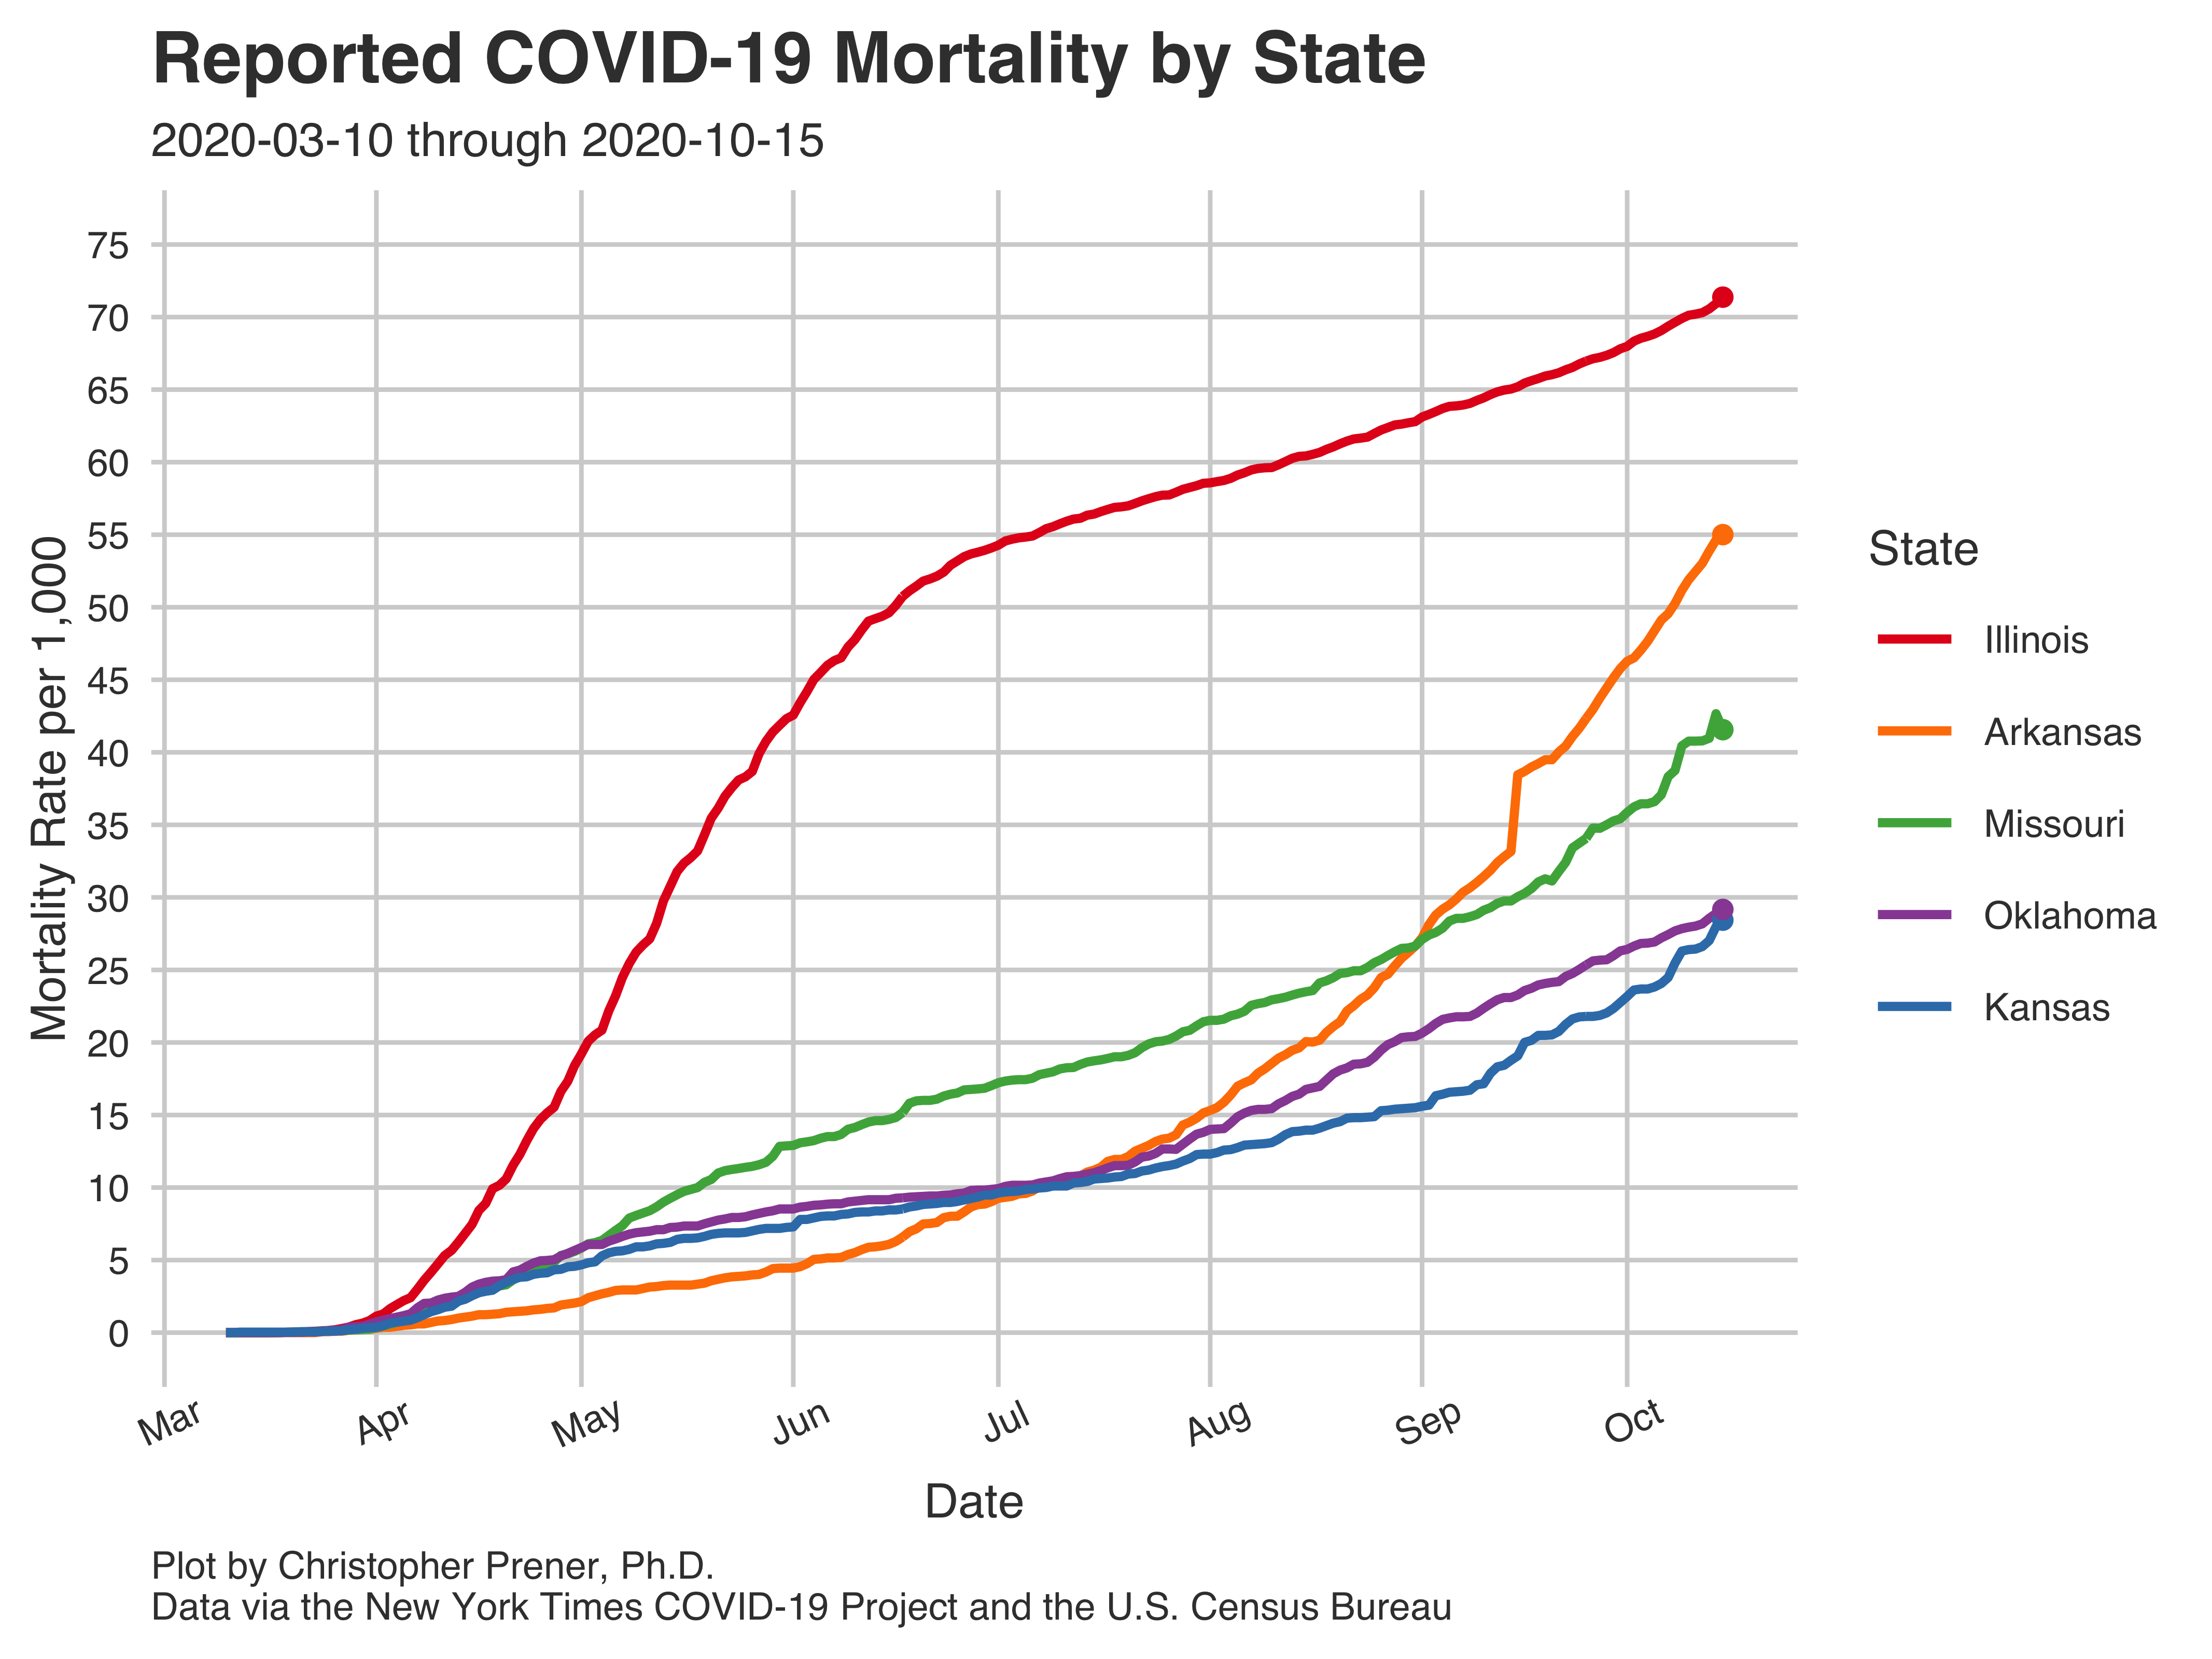 Reported COVID-19 Mortality by State
2020-03-10 through 2020-10-15
Mortality Rate per 1,000
75
70
65
60
55
50
45
40
35
30
25
20
15
10
5
0
Mar
Apr
May
Jun
Jul
Aug
Sep
Oct
Date
State
Illinois
Arkansas
Missouri
Oklahoma
Kansas
Plot by Christopher Prener, Ph.D.
Data via the New York Times COVID-19 Project and the U.S. Census Bureau